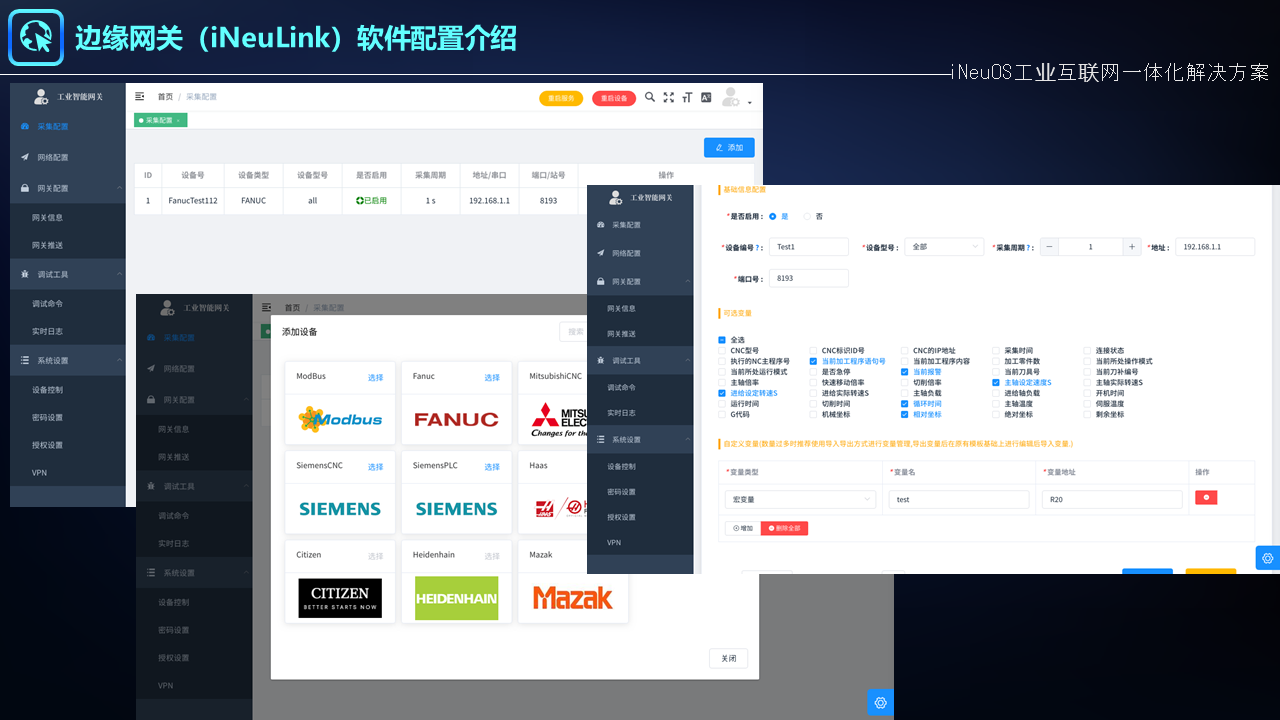 边缘网关（iNeuLink）软件配置介绍
iNeuOS工业互联网一体化解决方案
工业智能网关
首页 / 采集配置
重启服务 重启设备
采集配置 ×
采集配置
网络配置
网关配置
网关信息
网关推送
调试工具
调试命令
实时日志
系统设置
设备控制
密码设置
授权设置
VPN
添加
ID 设备号 设备类型 设备型号 是否启用 采集周期 地址/串口 端口/站号 操作
1 FanucTest112 FANUC all 已启用 1 s 192.168.1.1 8193
工业智能网关
首页 / 采集配置
采集配置
网络配置
网关配置
网关信息
网关推送
调试工具
调试命令
实时日志
系统设置
设备控制
密码设置
授权设置
VPN
添加设备
搜索
ModBus 选择 Fanuc 选择 MitsubishiCNC
Modbus FANUC MITSU
ELEC
Changes for the
SiemensCNC 选择 SiemensPLC 选择 Haas
SIEMENS SIEMENS
Citizen 选择 Heidenhain 选择 Mazak
CITIZEN HEIDENHAIN Mazak
BETTER STARTS NOW
关闭
工业智能网关
采集配置
网络配置
网关配置
网关信息
网关推送
调试工具
调试命令
实时日志
系统设置
设备控制
密码设置
授权设置
VPN
基础信息配置
*是否启用： 是 否
*设备编号？： Test1 *设备型号： 全部 *采集周期？： 1 *地址： 192.168.1.1
*端口号： 8193
可选变量
全选
CNC型号 CNC标识ID号 CNC的IP地址 采集时间 连接状态
执行的NC主程序号 当前加工程序语句号 当前加工程序内容 加工零件数 当前所处操作模式
当前所处运行模式 是否急停 当前报警 当前刀具号 当前刀补编号
主轴倍率 快速移动倍率 切削倍率 主轴设定速度S 主轴实际转速S
进给设定转速S 进给实际转速S 主轴负载 进给轴负载 开机时间
运行时间 切削时间 循环时间 主轴温度 伺服温度
G代码 机械坐标 相对坐标 绝对坐标 剩余坐标
自定义变量(数量过多时推荐使用导入导出方式进行变量管理,导出变量后在原有模板基础上进行编辑后导入变量.)
*变量类型 *变量名 *变量地址 操作
宏变量 test R20
增加 删除全部